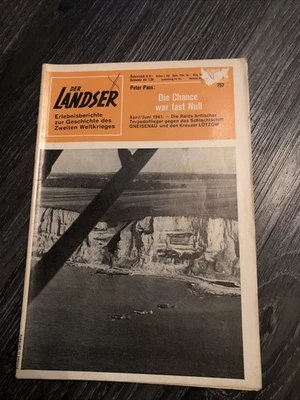 DER
LANDSER
Erlebnisberichte
zur Geschichte des
Zweiten Weltkrieges
Österreich S
Peter Paus:
Die Chance
war fast Null
April/Juni 1941 — Die Raids britischer
Torpedoflieger gegen das Schlachtschiff
GNEISENAU und den Kreuzer LÜTZOW